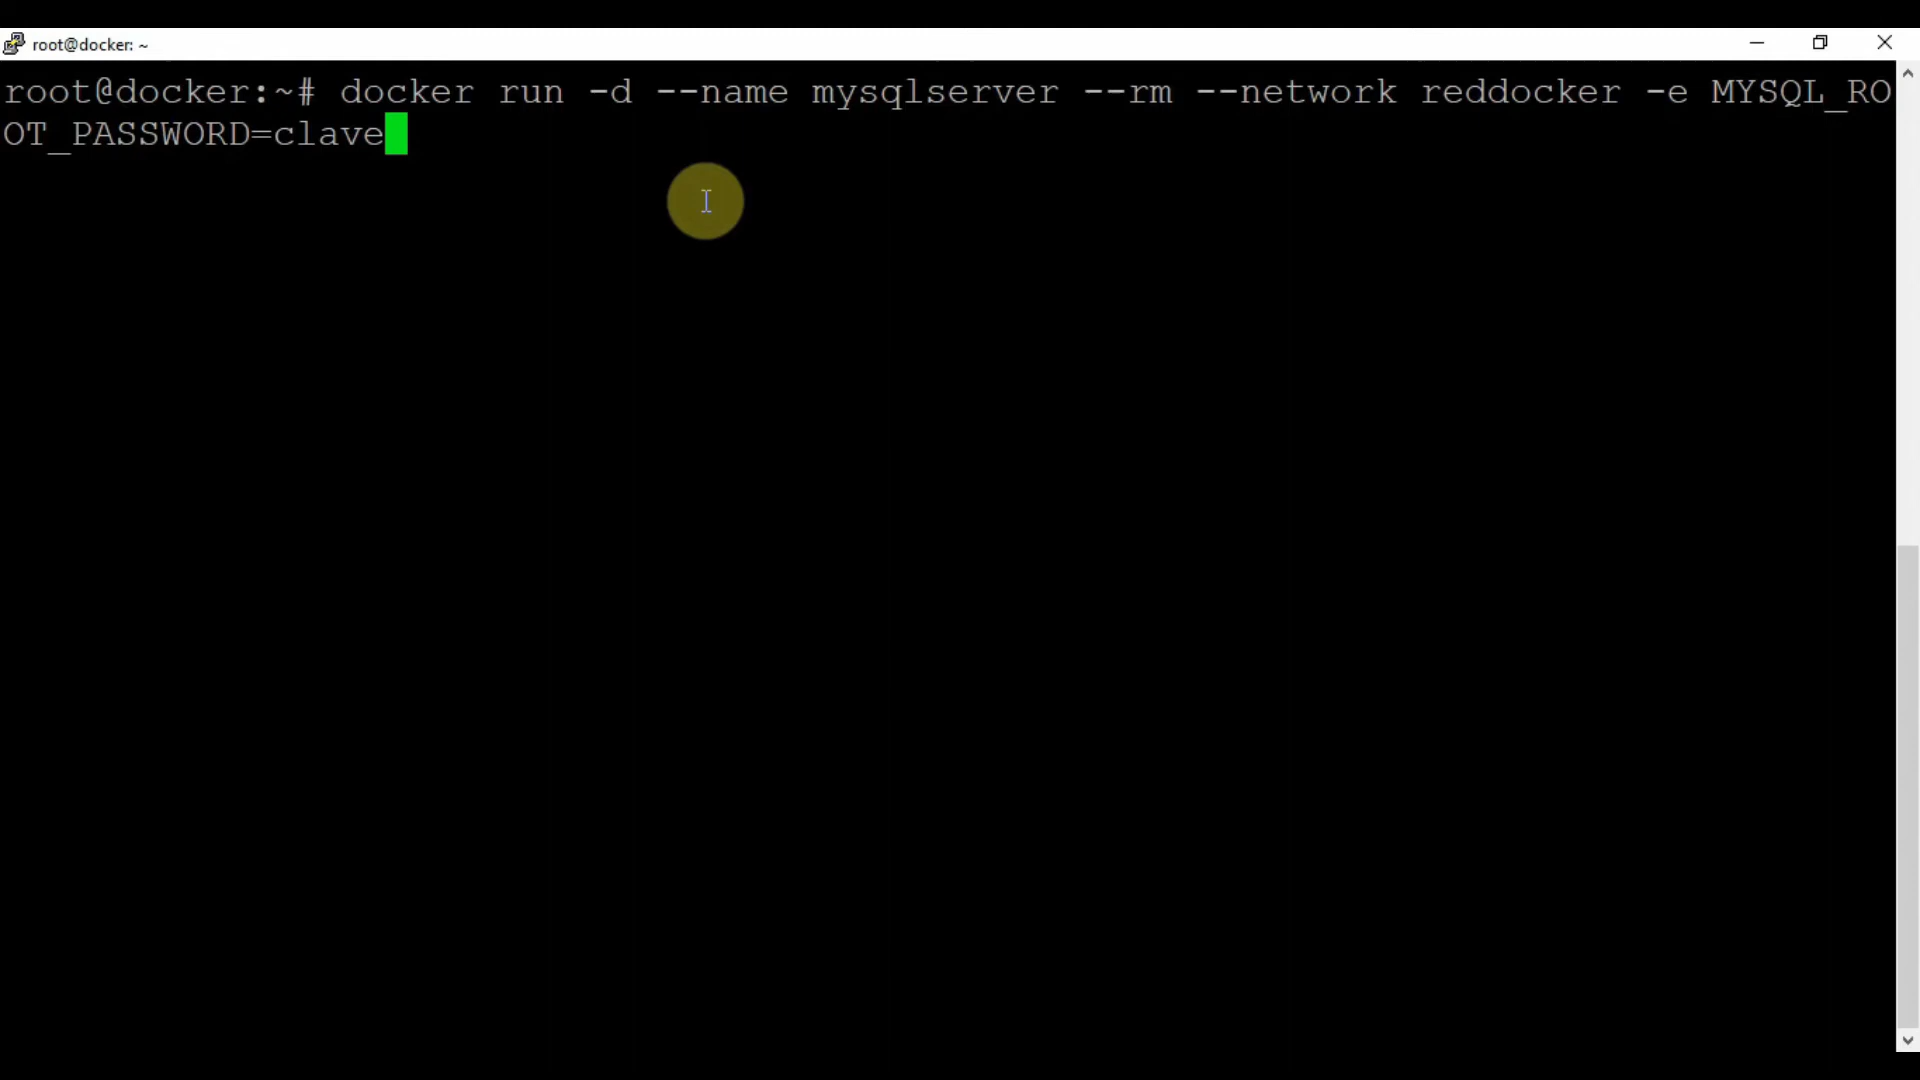 root@docker: ~
root@docker:~# docker run -d --name mysqlserver --rm --network reddocker -e MYSQL_RO
OT_PASSWORD=clave